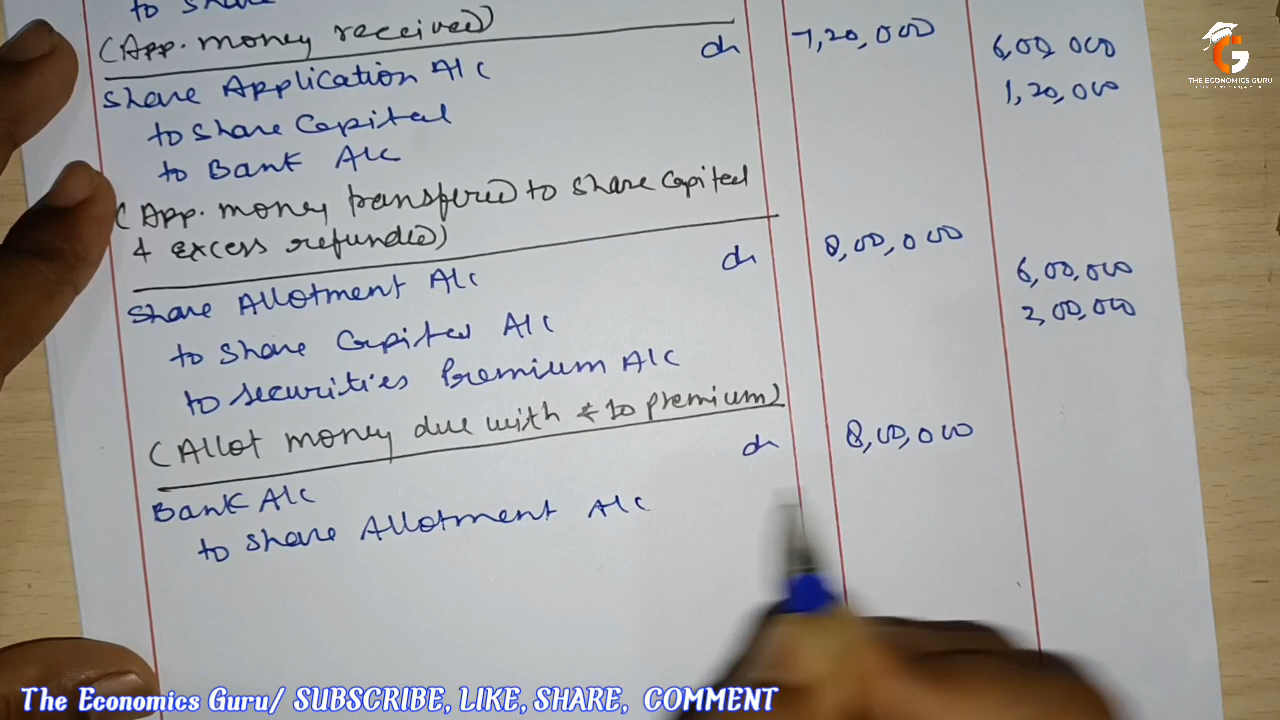 to Share
(App. money received)
Share Application A/c dr 7,20,000
to Share Capital 6,00,000
to Bank A/c 1,20,000
(App. money transfered to Share Capital
& excess refunded)
Share Allotment A/c dr 8,00,000
to Share Capital A/c 6,00,000
to Securities Premium A/c 2,00,000
(Allot money due with ₹ 10 premium)
Bank A/c dr 8,00,000
to Share Allotment A/c
G
THE ECONOMICS GURU
The Economics Guru/ SUBSCRIBE, LIKE, SHARE, COMMENT